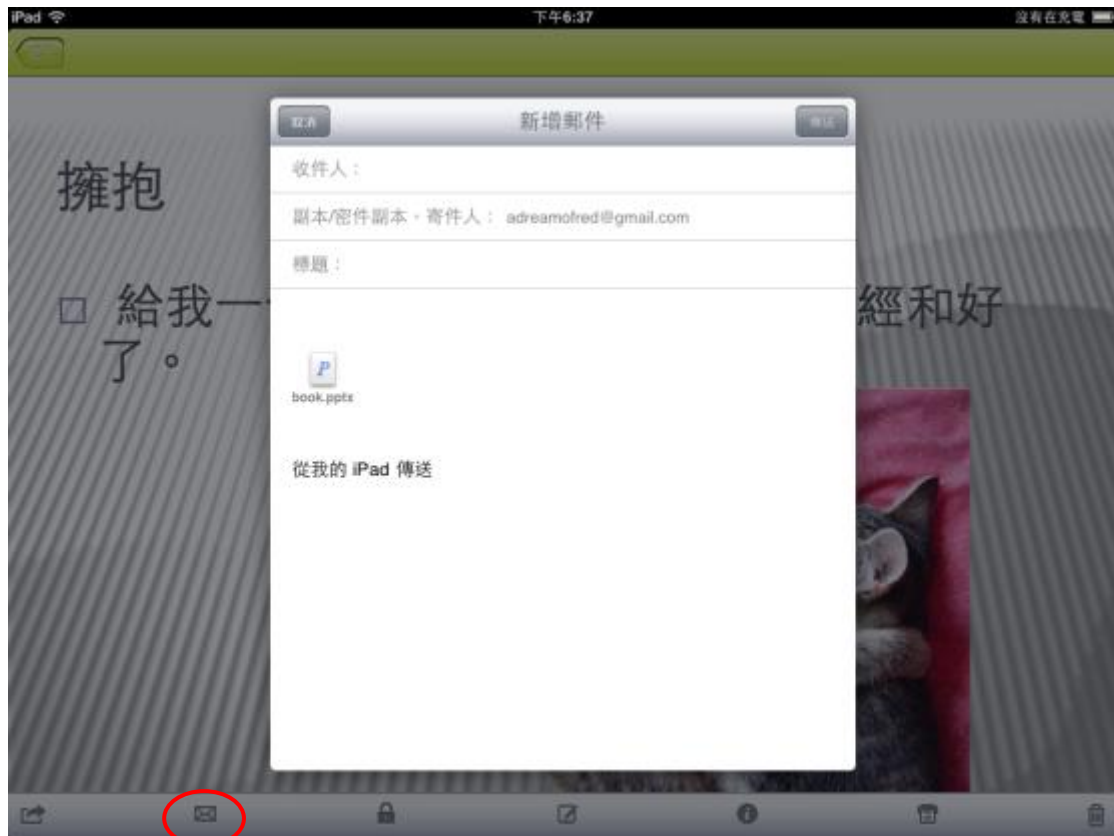 iPad
下午6:37
沒有在充電
取消
新增郵件
收件人：
副本/密件副本、寄件人： adreamofred@gmail.com
標題：
擁抱
給我一
經和好
了。
book.pptx
從我的 iPad 傳送